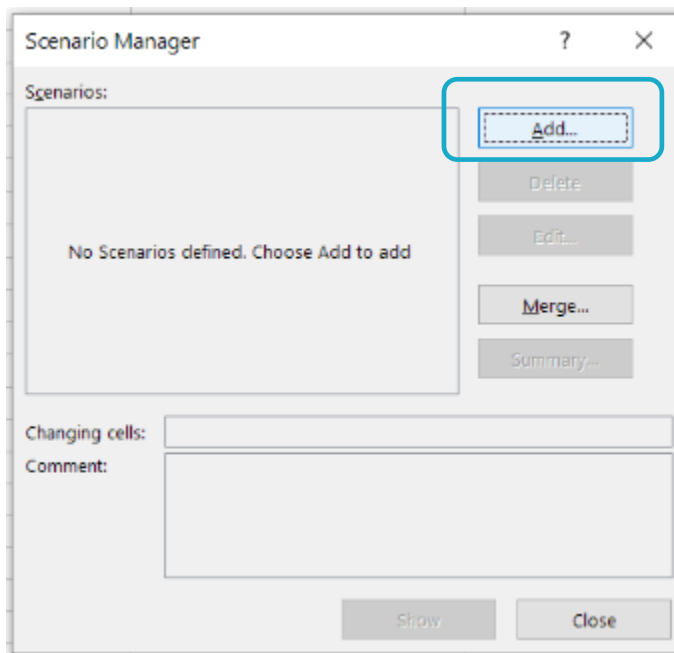 Scenario Manager
?
Scenarios:
Add...
Delete
Edit...
No Scenarios defined. Choose Add to add
Merge...
Summary...
Changing cells:
Comment:
Show
Close